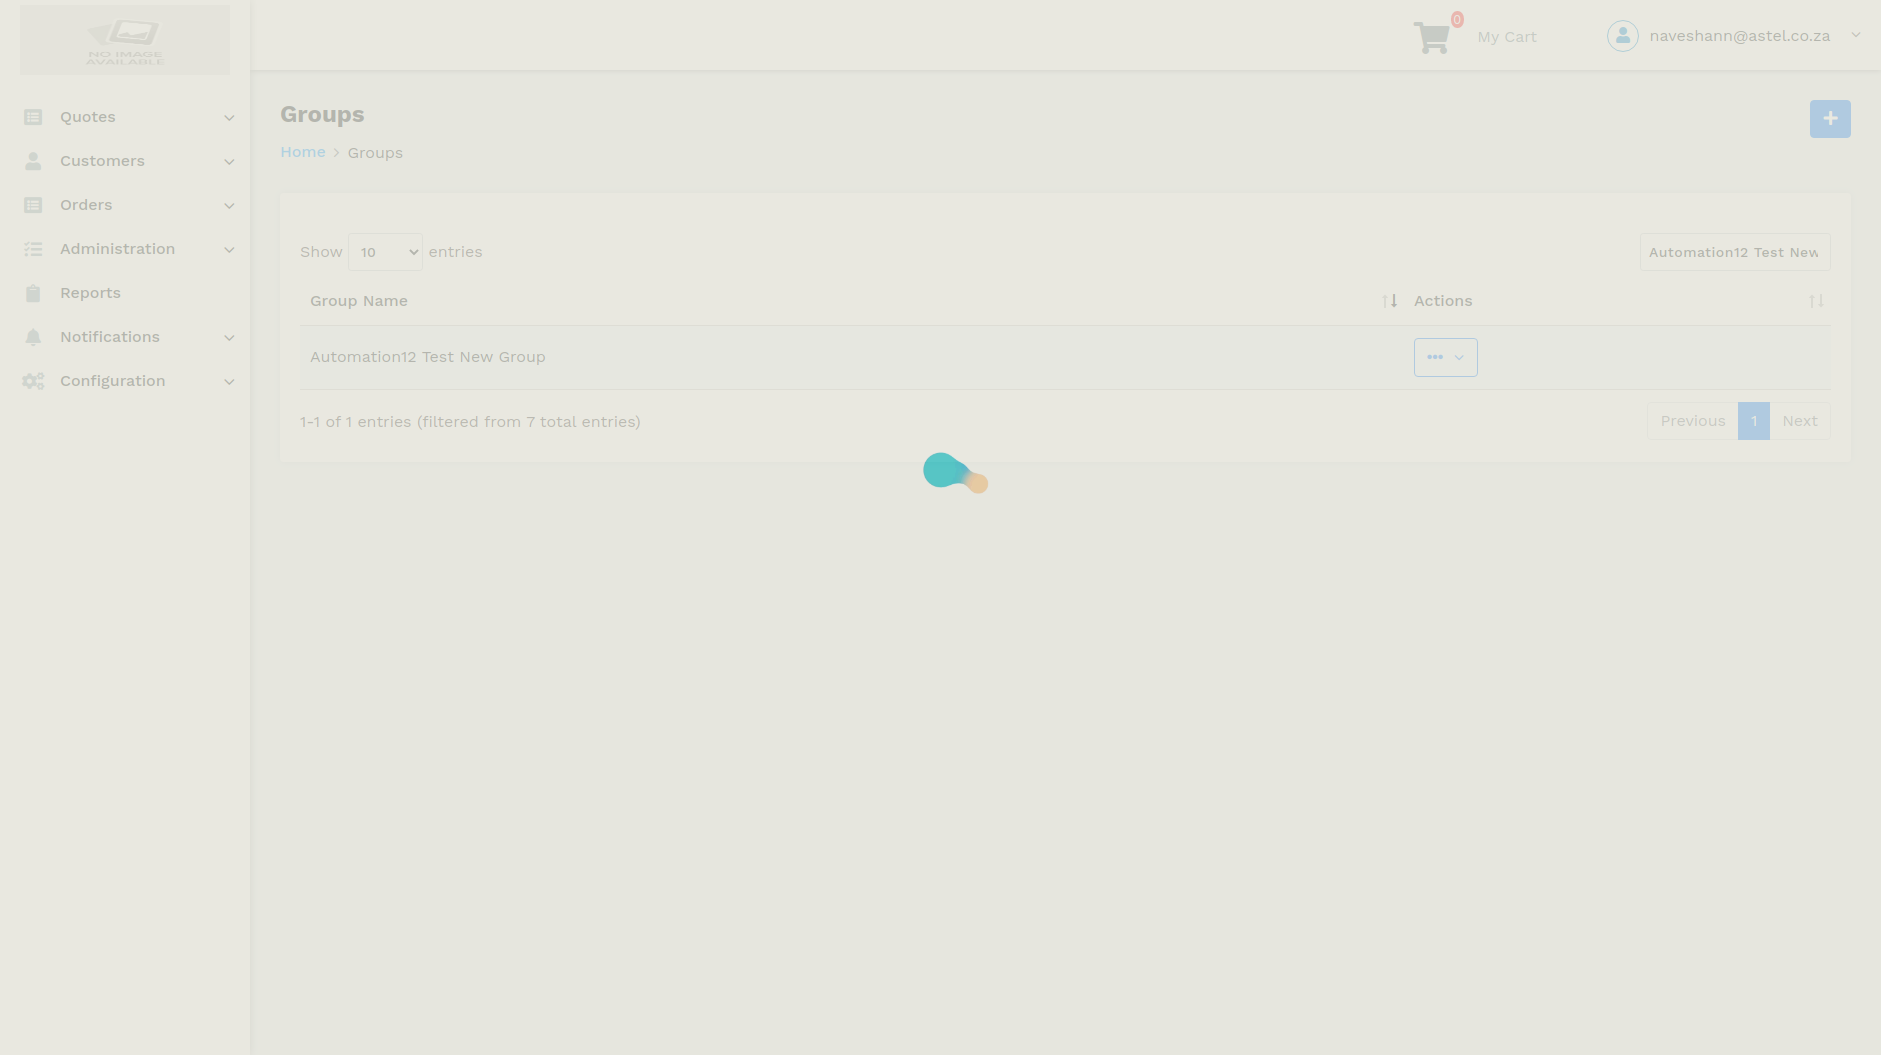 NO IMAGE
AVAILABLE
0
My Cart
naveshann@astel.co.za
Quotes
Customers
Orders
Administration
Reports
Notifications
Configuration
Groups
Home > Groups
Show 10 entries
Automation12 Test New
Group Name
Actions
Automation12 Test New Group
1-1 of 1 entries (filtered from 7 total entries)
Previous 1 Next